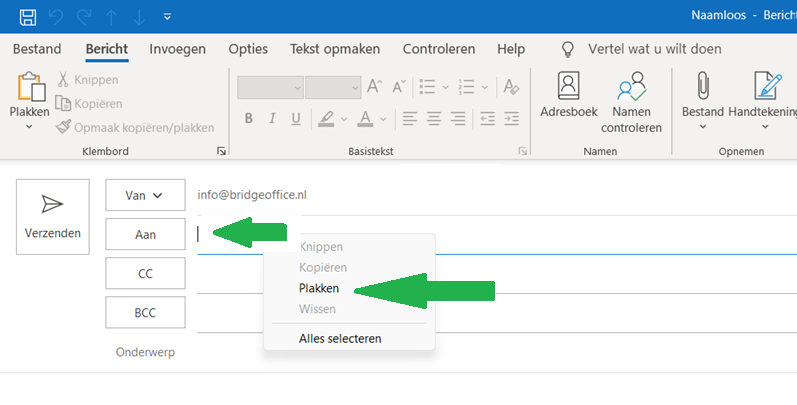 Naamloos - Berich
Bestand Bericht Invoegen Opties Tekst opmaken Controleren Help Vertel wat u wilt doen
Plakken
Knippen
Kopiëren
Opmaak kopiëren/plakken
Klembord
B I U A
Basistekst
Adresboek
Namen
controleren
Namen
Bestand
Handtekening
Opnemen
Verzenden
Van info@bridgeoffice.nl
Aan
CC
BCC
Onderwerp
Knippen
Kopiëren
Plakken
Wissen
Alles selecteren